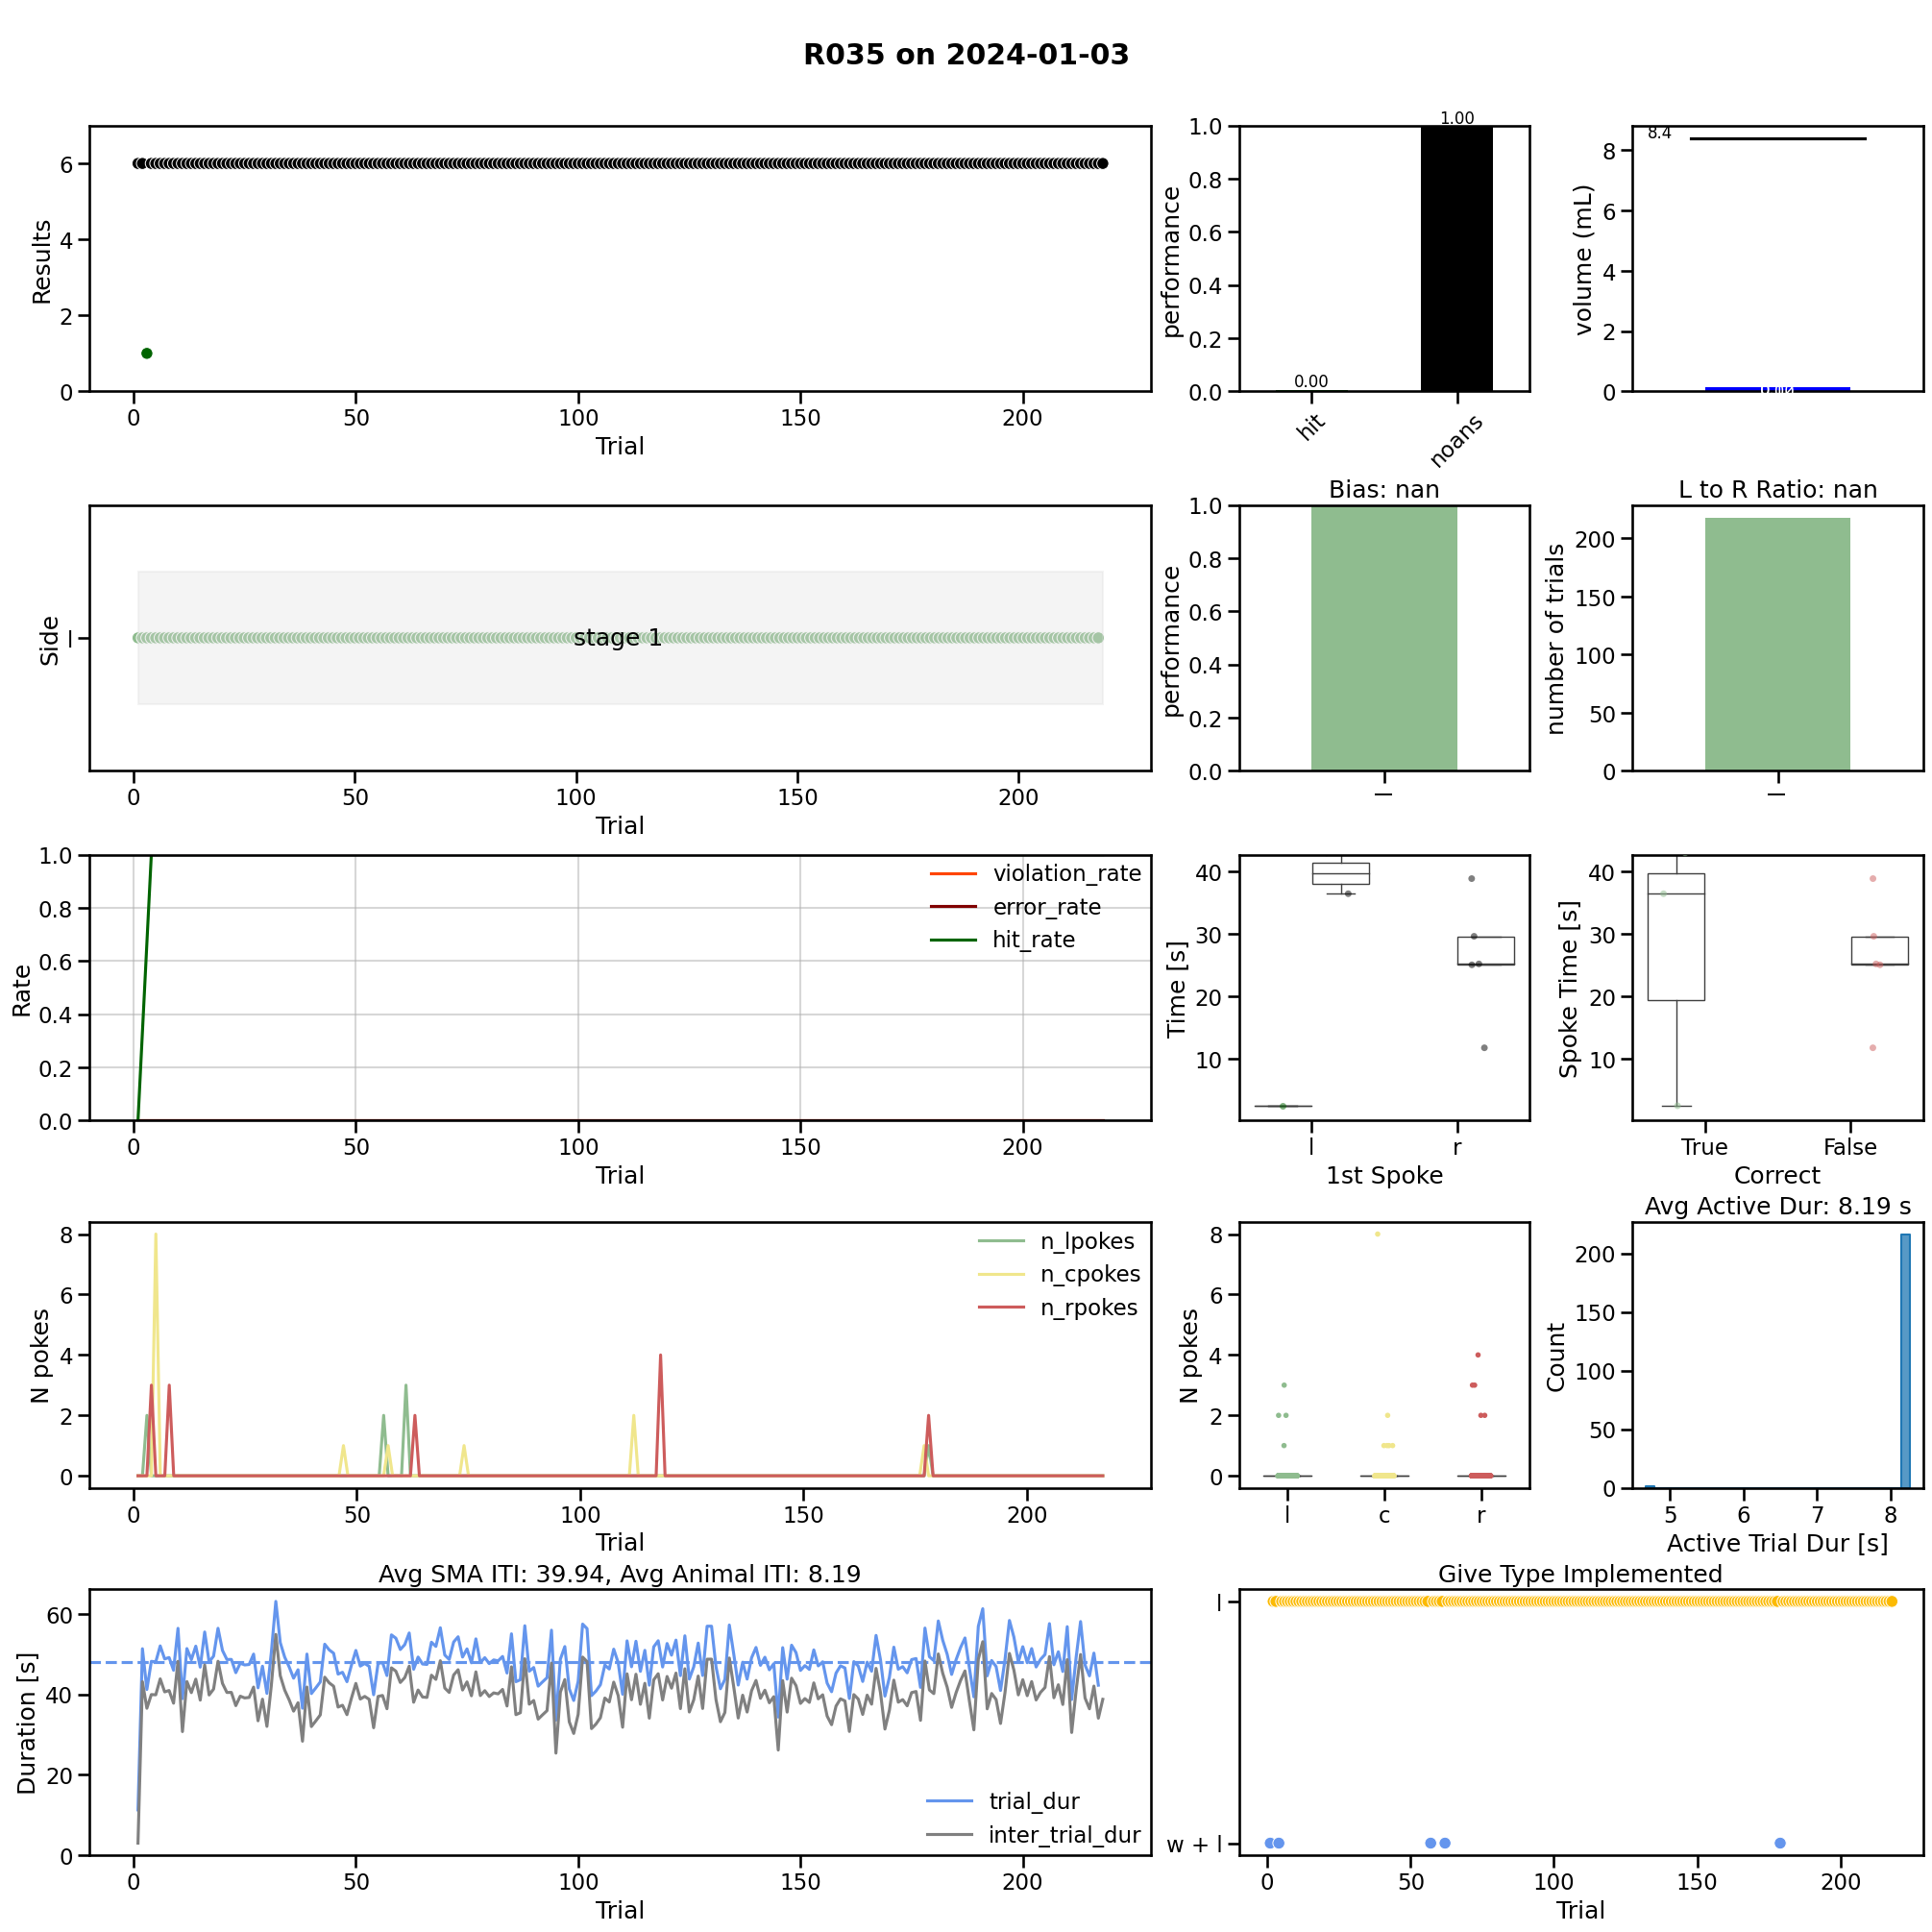 R035 on 2024-01-03
Results
6
4
2
0
0 50 100 150 200
Trial
performance
1.0
0.8
0.6
0.4
0.2
0.0
1.00
0.00
hit noans
volume (mL)
8
6
4
2
0
8.4
Side
l
stage 1
0 50 100 150 200
Trial
Bias: nan
performance
1.0
0.8
0.6
0.4
0.2
0.0
l
L to R Ratio: nan
number of trials
200
150
100
50
0
l
Rate
1.0
0.8
0.6
0.4
0.2
0.0
violation_rate
error_rate
hit_rate
0 50 100 150 200
Trial
Time [s]
40
30
20
10
l r
1st Spoke
Spoke Time [s]
40
30
20
10
True False
Correct
N pokes
8
6
4
2
0
n_lpokes
n_cpokes
n_rpokes
0 50 100 150 200
Trial
N pokes
8
6
4
2
0
l c r
Avg Active Dur: 8.19 s
Count
200
150
100
50
0
5 6 7 8
Active Trial Dur [s]
Avg SMA ITI: 39.94, Avg Animal ITI: 8.19
Duration [s]
60
40
20
0
trial_dur
inter_trial_dur
0 50 100 150 200
Trial
Give Type Implemented
l
w + l
0 50 100 150 200
Trial